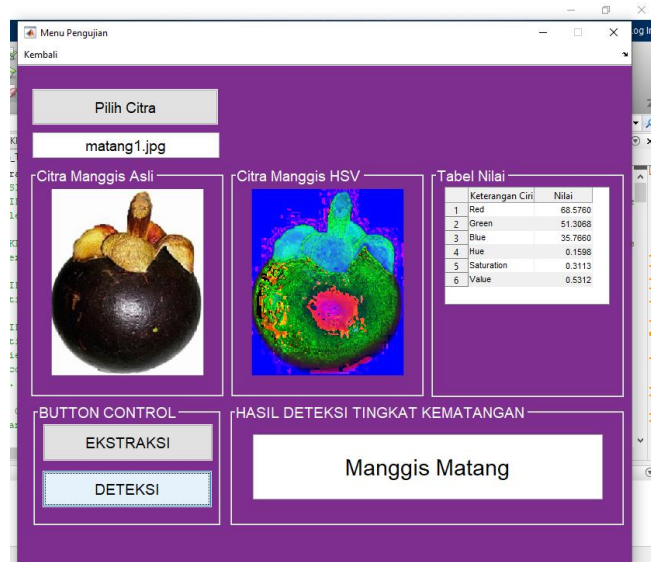 Menu Pengujian
og In
Kembali
Pilih Citra
matang1.jpg
Citra Manggis Asli
Citra Manggis HSV
Tabel Nilai
Keterangan Ciri Nilai
1 Red 68.5760
2 Green 51.3068
3 Blue 35.7660
4 Hue 0.1598
5 Saturation 0.3113
6 Value 0.5312
BUTTON CONTROL
EKSTRAKSI
DETEKSI
HASIL DETEKSI TINGKAT KEMATANGAN
Manggis Matang